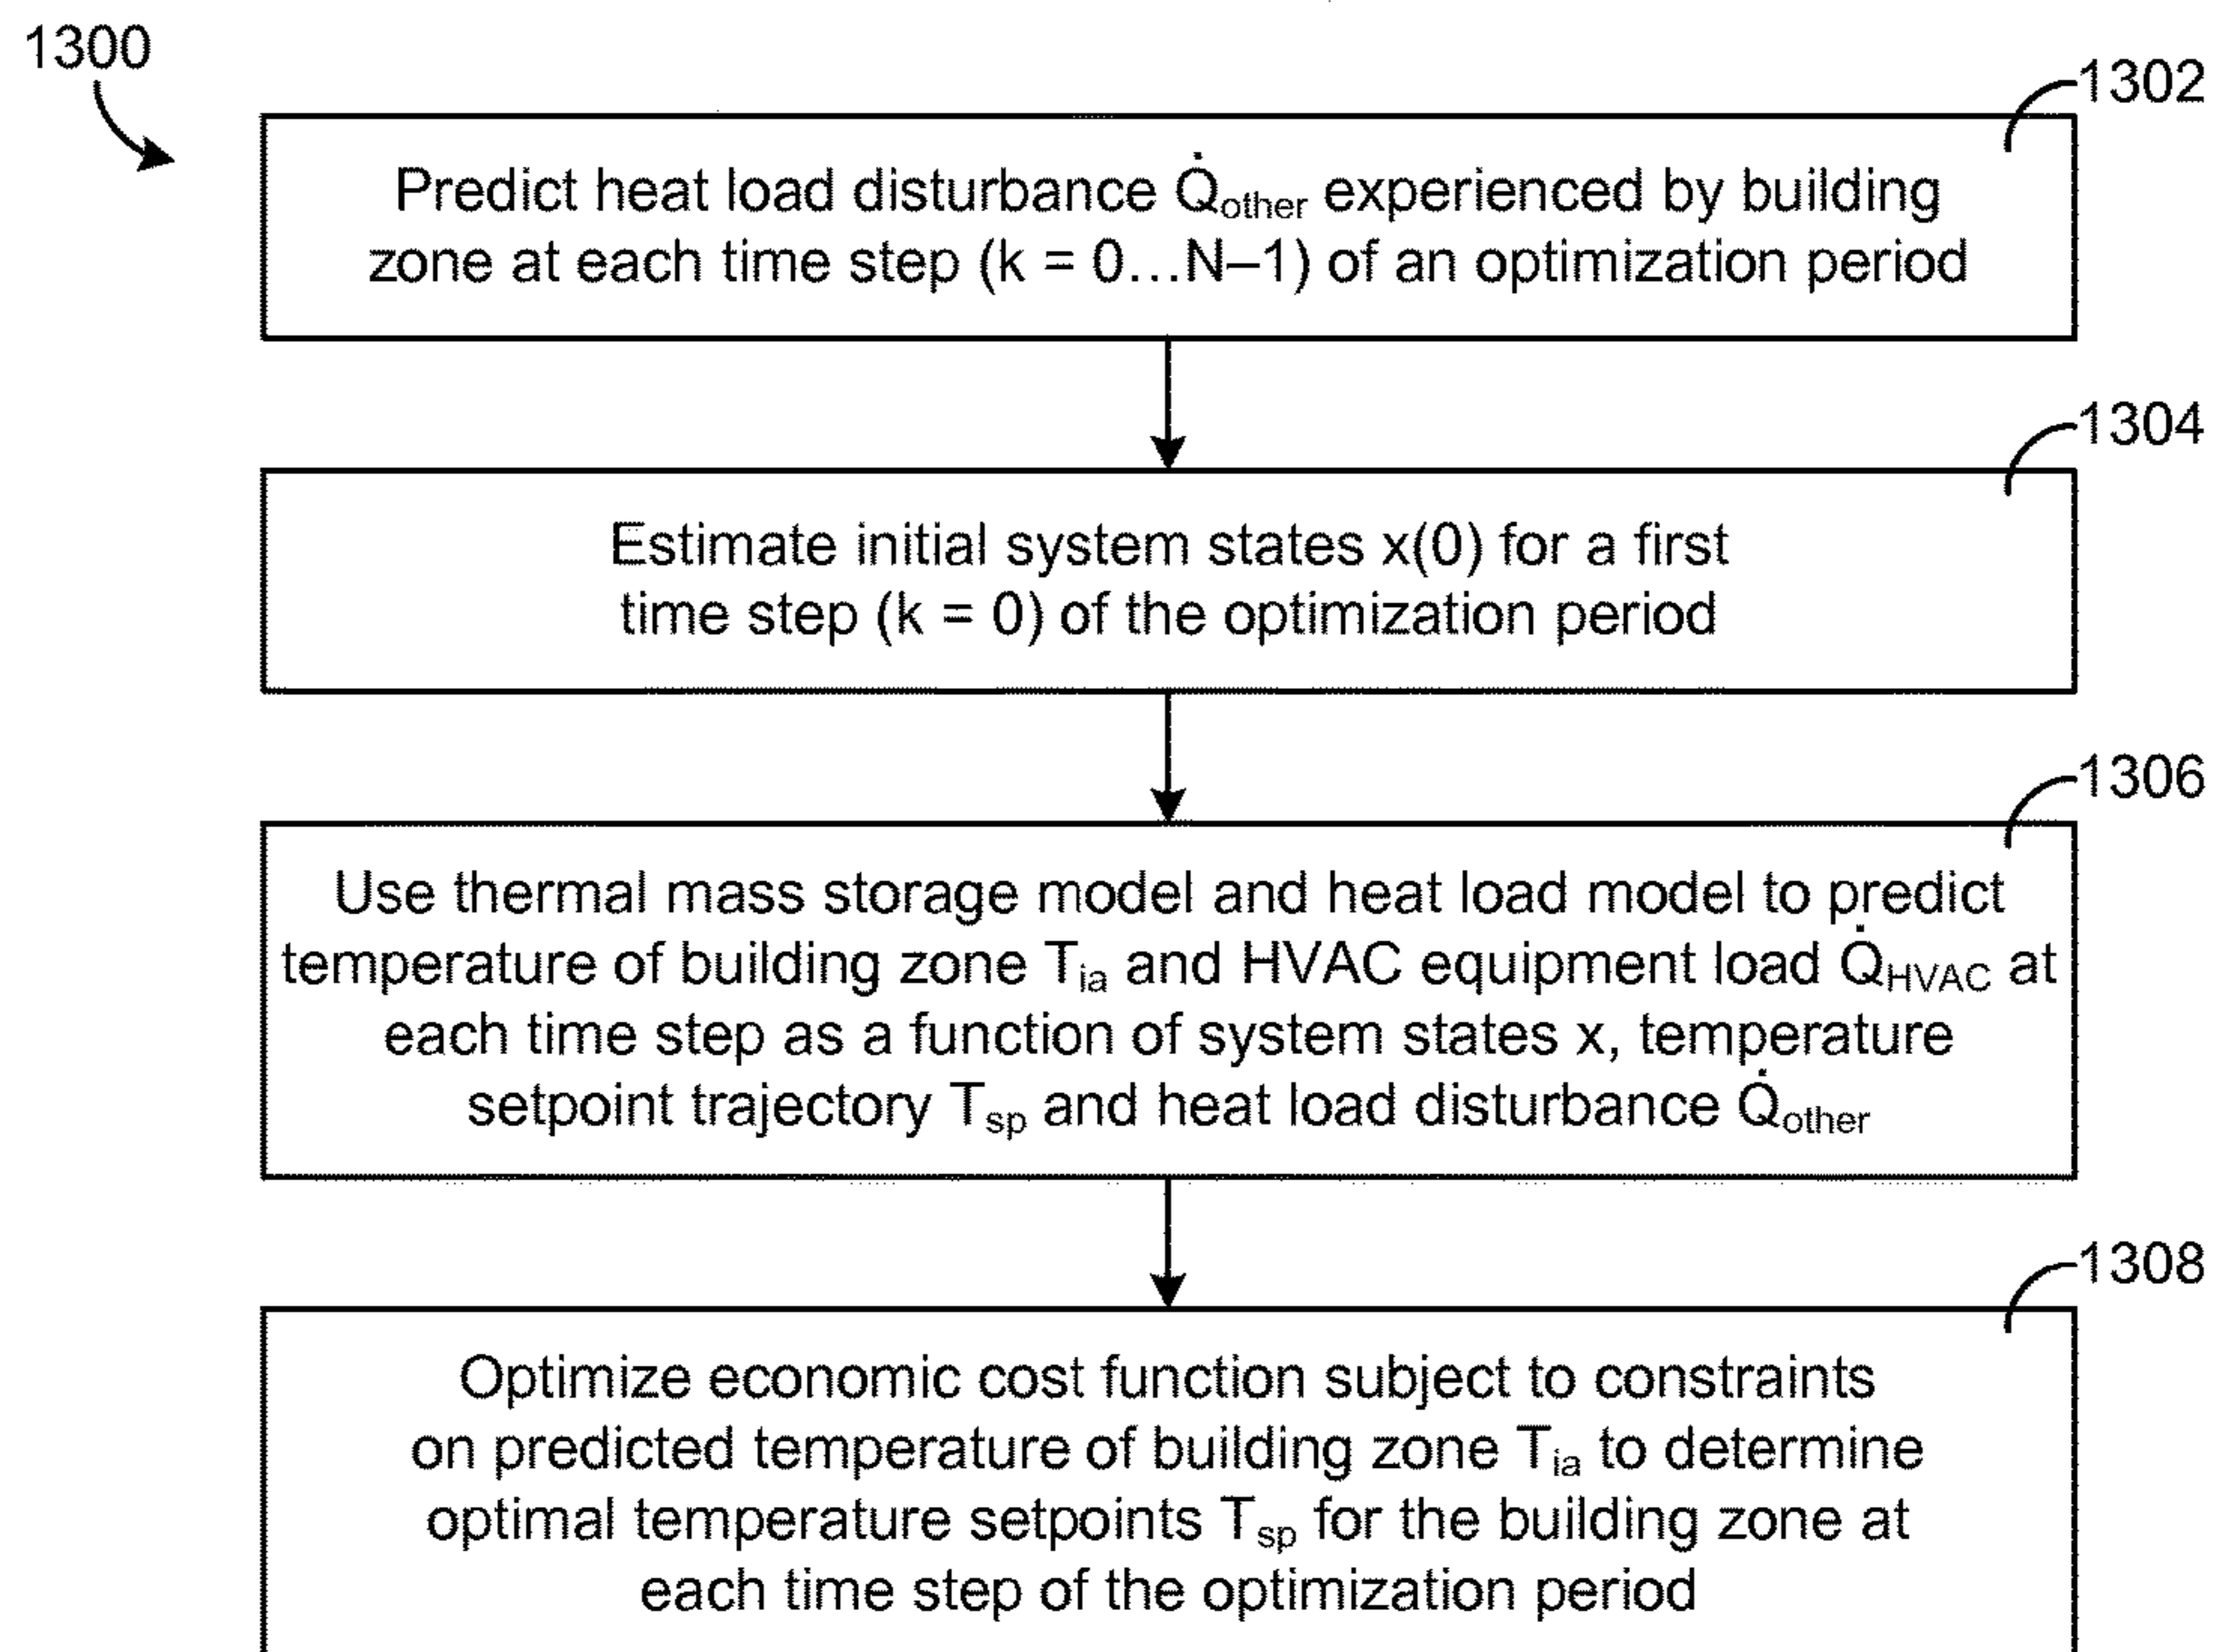 1300
1302
Predict heat load disturbance Q̇other experienced by building
zone at each time step (k = 0...N–1) of an optimization period
1304
Estimate initial system states x(0) for a first
time step (k = 0) of the optimization period
1306
Use thermal mass storage model and heat load model to predict
temperature of building zone Tia and HVAC equipment load Q̇HVAC at
each time step as a function of system states x, temperature
setpoint trajectory Tsp and heat load disturbance Q̇other
1308
Optimize economic cost function subject to constraints
on predicted temperature of building zone Tia to determine
optimal temperature setpoints Tsp for the building zone at
each time step of the optimization period